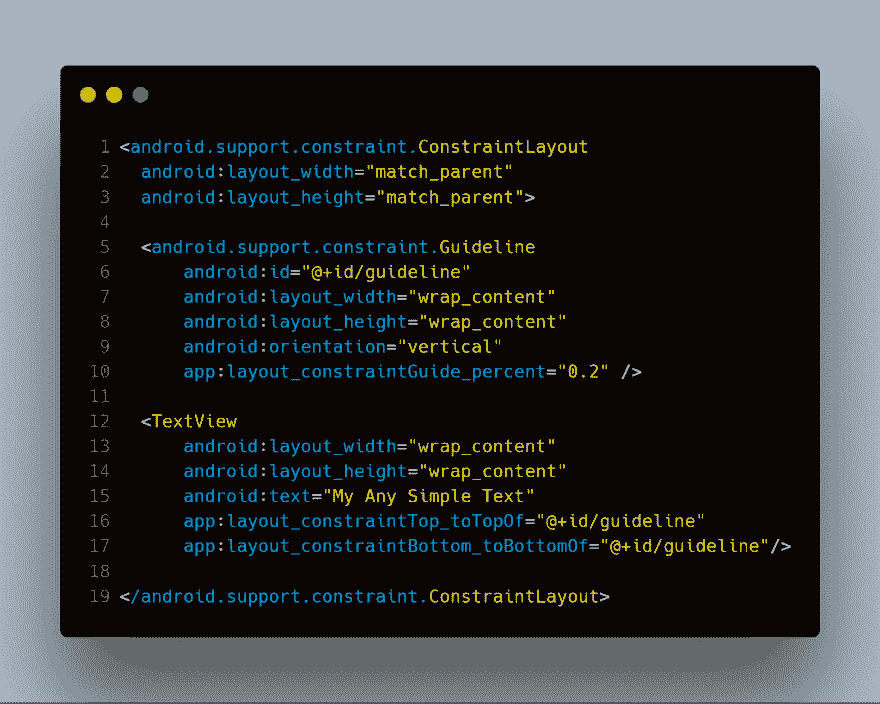 1 <android.support.constraint.ConstraintLayout
2 android:layout_width="match_parent"
3 android:layout_height="match_parent">
4
5 <android.support.constraint.Guideline
6 android:id="@+id/guideline"
7 android:layout_width="wrap_content"
8 android:layout_height="wrap_content"
9 android:orientation="vertical"
10 app:layout_constraintGuide_percent="0.2" />
11
12 <TextView
13 android:layout_width="wrap_content"
14 android:layout_height="wrap_content"
15 android:text="My Any Simple Text"
16 app:layout_constraintTop_toTopOf="@+id/guideline"
17 app:layout_constraintBottom_toBottomOf="@+id/guideline"/>
18
19 </android.support.constraint.ConstraintLayout>